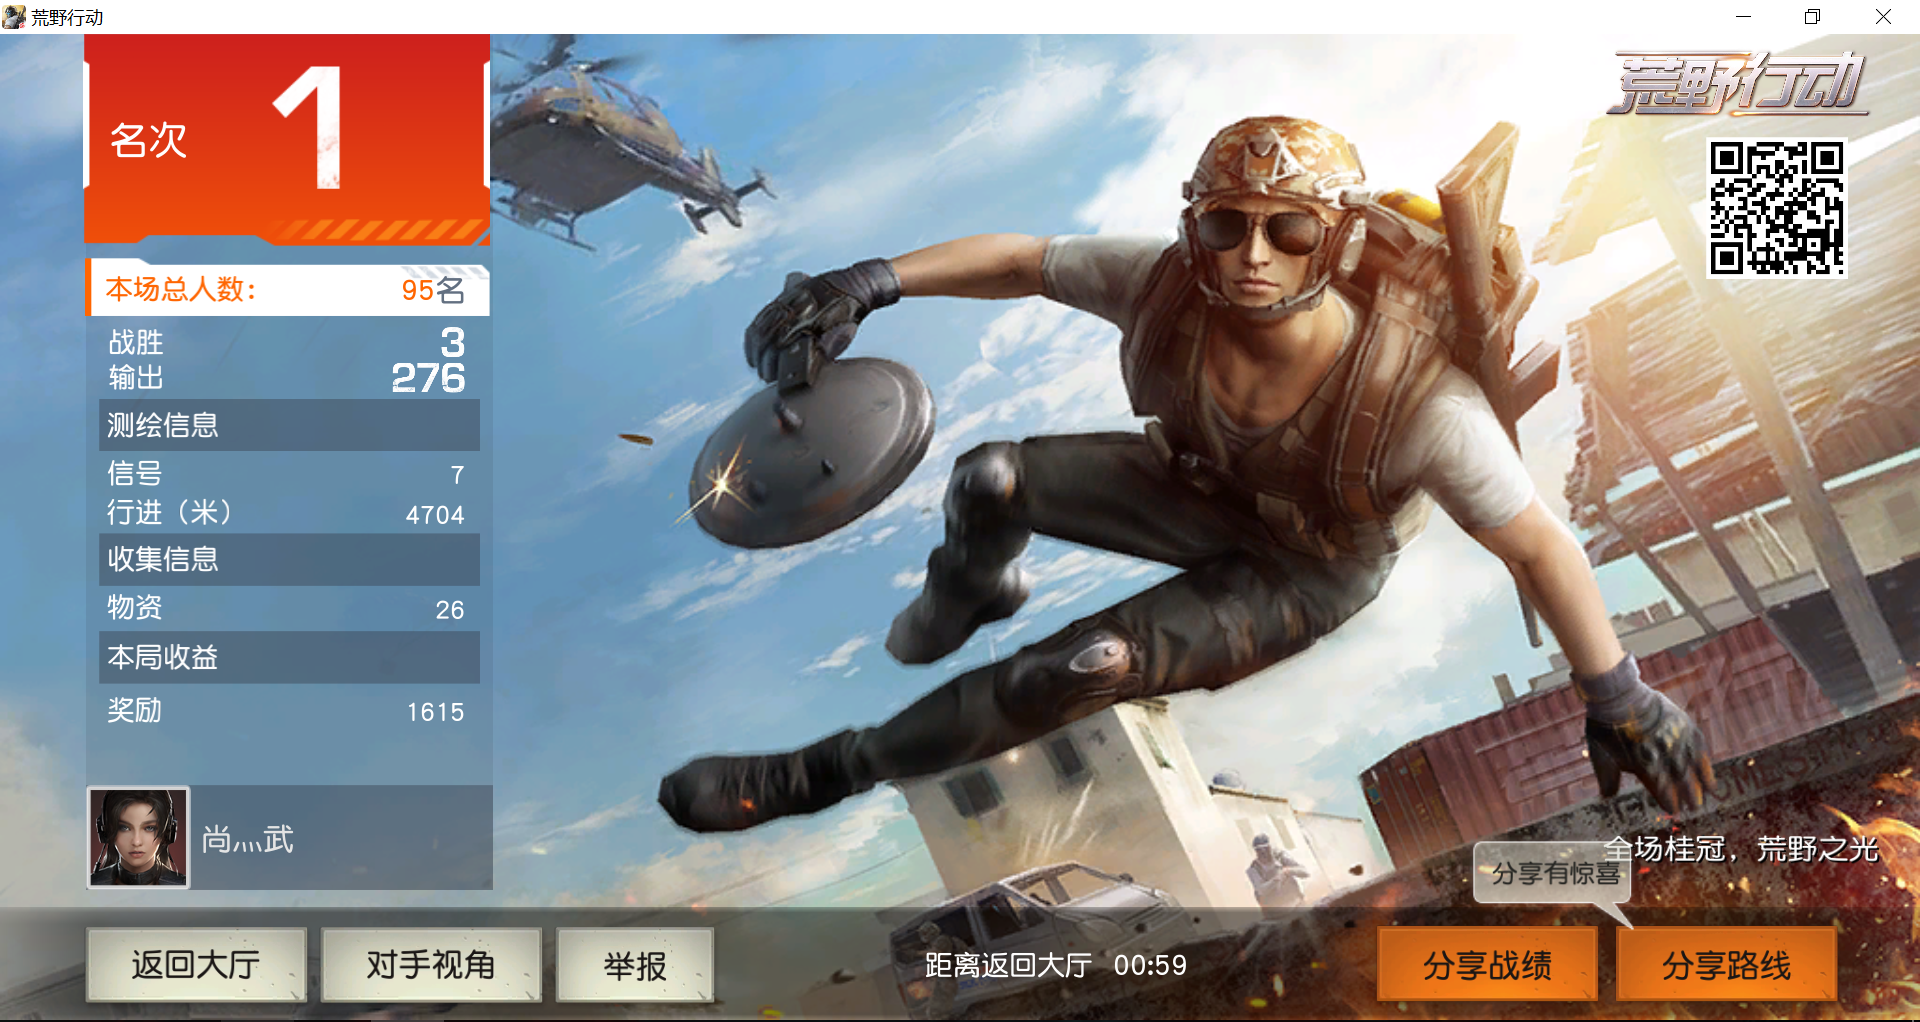 荒野行动
荒野行动
名次 1
本场总人数: 95名
战胜 3
输出 276
测绘信息
信号 7
行进（米） 4704
收集信息
物资 26
本局收益
奖励 1615
尚灬武
全场桂冠，荒野之光
分享有惊喜
返回大厅 对手视角 举报 距离返回大厅 00:59 分享战绩 分享路线